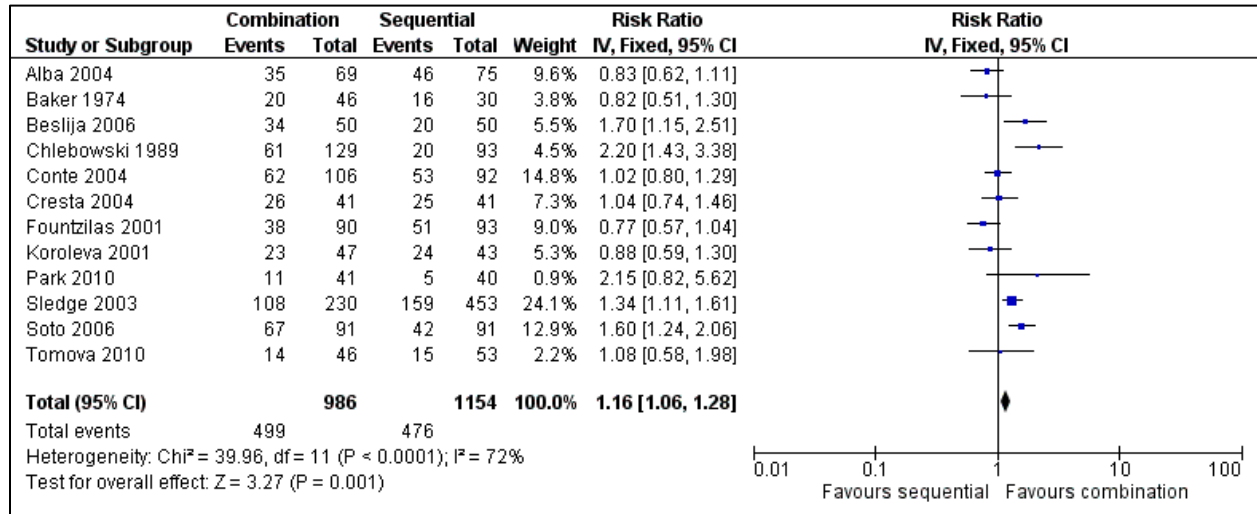 Combination Sequential Risk Ratio Risk Ratio
Study or Subgroup Events Total Events Total Weight IV, Fixed, 95% CI IV, Fixed, 95% CI
Alba 2004 35 69 46 75 9.6% 0.83 [0.62, 1.11]
Baker 1974 20 46 16 30 3.8% 0.82 [0.51, 1.30]
Beslija 2006 34 50 20 50 5.5% 1.70 [1.15, 2.51]
Chlebowski 1989 61 129 20 93 4.5% 2.20 [1.43, 3.38]
Conte 2004 62 106 53 92 14.8% 1.02 [0.80, 1.29]
Cresta 2004 26 41 25 41 7.3% 1.04 [0.74, 1.46]
Fountzilas 2001 38 90 51 93 9.0% 0.77 [0.57, 1.04]
Koroleva 2001 23 47 24 43 5.3% 0.88 [0.59, 1.30]
Park 2010 11 41 5 40 0.9% 2.15 [0.82, 5.62]
Sledge 2003 108 230 159 453 24.1% 1.34 [1.11, 1.61]
Soto 2006 67 91 42 91 12.9% 1.60 [1.24, 2.06]
Tomova 2010 14 46 15 53 2.2% 1.08 [0.58, 1.98]
Total (95% CI) 986 1154 100.0% 1.16 [1.06, 1.28]
Total events 499 476
Heterogeneity: Chi² = 39.96, df = 11 (P < 0.0001); I² = 72%
Test for overall effect: Z = 3.27 (P = 0.001)
0.01 0.1 1 10 100
Favours sequential Favours combination